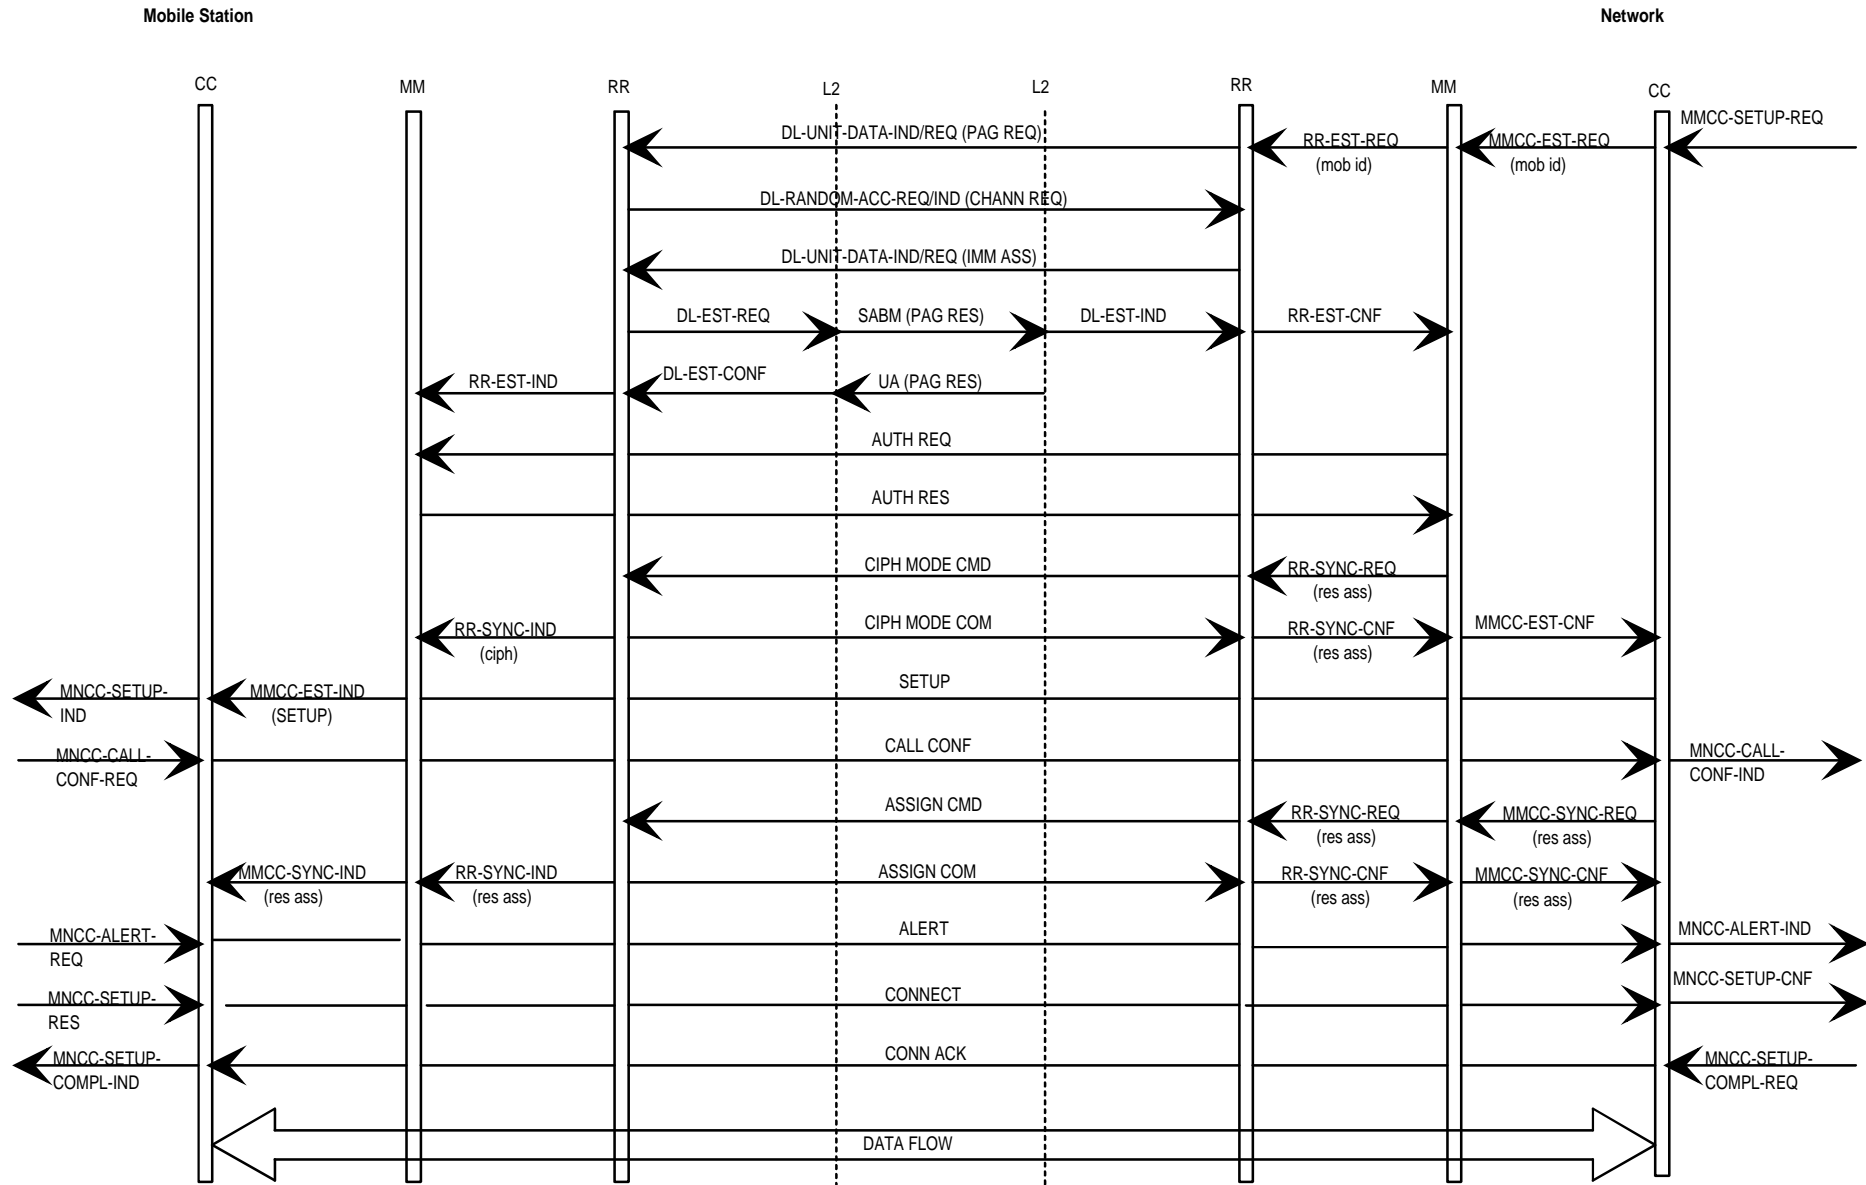 Mobile Station
Network
CC
MM
RR
L2
L2
RR
MM
CC
MMCC-SETUP-REQ
DL-UNIT-DATA-IND/REQ (PAG REQ)
RR-EST-REQ
(mob id)
MMCC-EST-REQ
(mob id)
DL-RANDOM-ACC-REQ/IND (CHANN REQ)
DL-UNIT-DATA-IND/REQ (IMM ASS)
DL-EST-REQ
SABM (PAG RES)
DL-EST-IND
RR-EST-CNF
RR-EST-IND
DL-EST-CONF
UA (PAG RES)
AUTH REQ
AUTH RES
CIPH MODE CMD
RR-SYNC-REQ
(res ass)
RR-SYNC-IND
(ciph)
CIPH MODE COM
RR-SYNC-CNF
(res ass)
MMCC-EST-CNF
MNCC-SETUP-
IND
MMCC-EST-IND
(SETUP)
SETUP
MNCC-CALL-
CONF-REQ
CALL CONF
MNCC-CALL-
CONF-IND
ASSIGN CMD
RR-SYNC-REQ
(res ass)
MMCC-SYNC-REQ
(res ass)
MMCC-SYNC-IND
(res ass)
RR-SYNC-IND
(res ass)
ASSIGN COM
RR-SYNC-CNF
(res ass)
MMCC-SYNC-CNF
(res ass)
MNCC-ALERT-
REQ
ALERT
MNCC-ALERT-IND
MNCC-SETUP-
RES
CONNECT
MNCC-SETUP-CNF
MNCC-SETUP-
COMPL-IND
CONN ACK
MNCC-SETUP-
COMPL-REQ
DATA FLOW